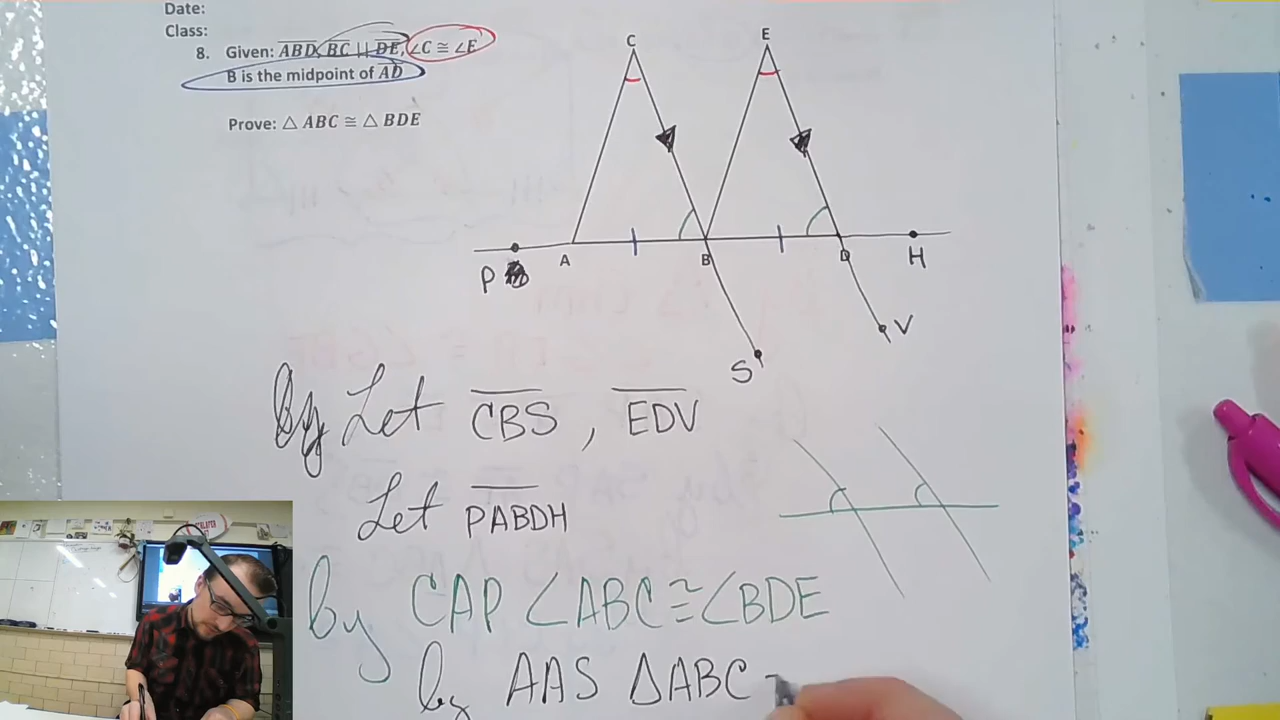 Date:
Class:
8. Given: ABD, BC || DE, ∠C ≅ ∠E
B is the midpoint of AD
Prove: △ ABC ≅ △ BDE
C
E
P
A
B
D
H
S
V
By Let CBS, EDV
Let PABDH
by CAP ∠ABC ≅ ∠BDE
by AAS △ABC